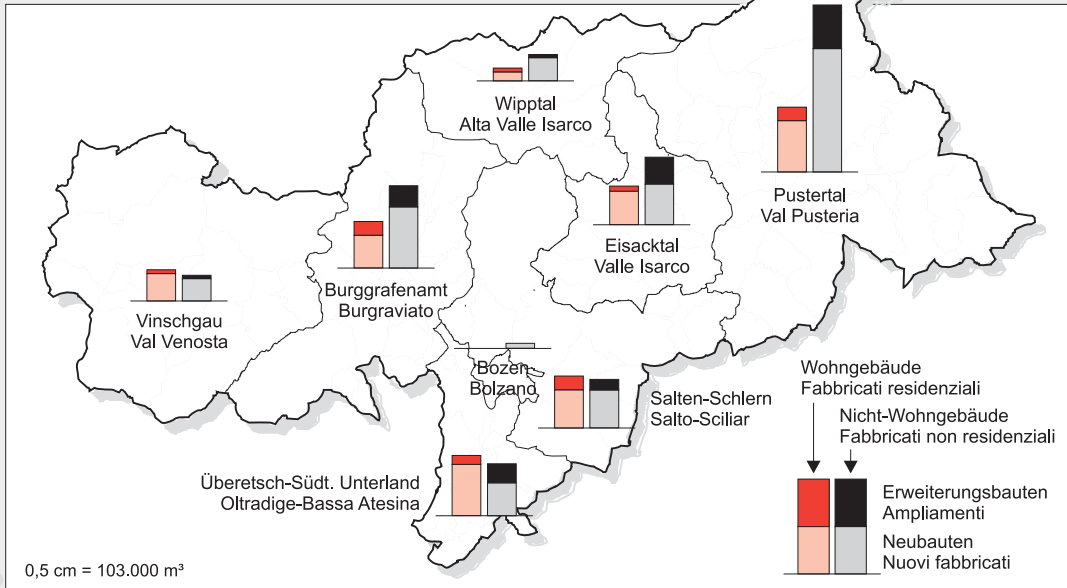 Wipptal
Alta Valle Isarco
Pustertal
Val Pusteria
Eisacktal
Valle Isarco
Burggrafenamt
Burgraviato
Vinschgau
Val Venosta
Bozen-
Bolzano
Salten-Schlern
Salto-Sciliar
Überetsch-Südt. Unterland
Oltradige-Bassa Atesina
Wohngebäude
Fabbricati residenziali
Nicht-Wohngebäude
Fabbricati non residenziali
Erweiterungsbauten
Ampliamenti
Neubauten
Nuovi fabbricati
0,5 cm = 103.000 m³